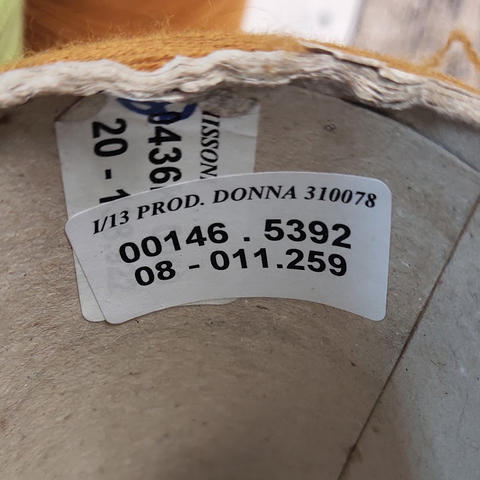 I/13 PROD. DONNA 310078
00146 . 5392
08 - 011.259